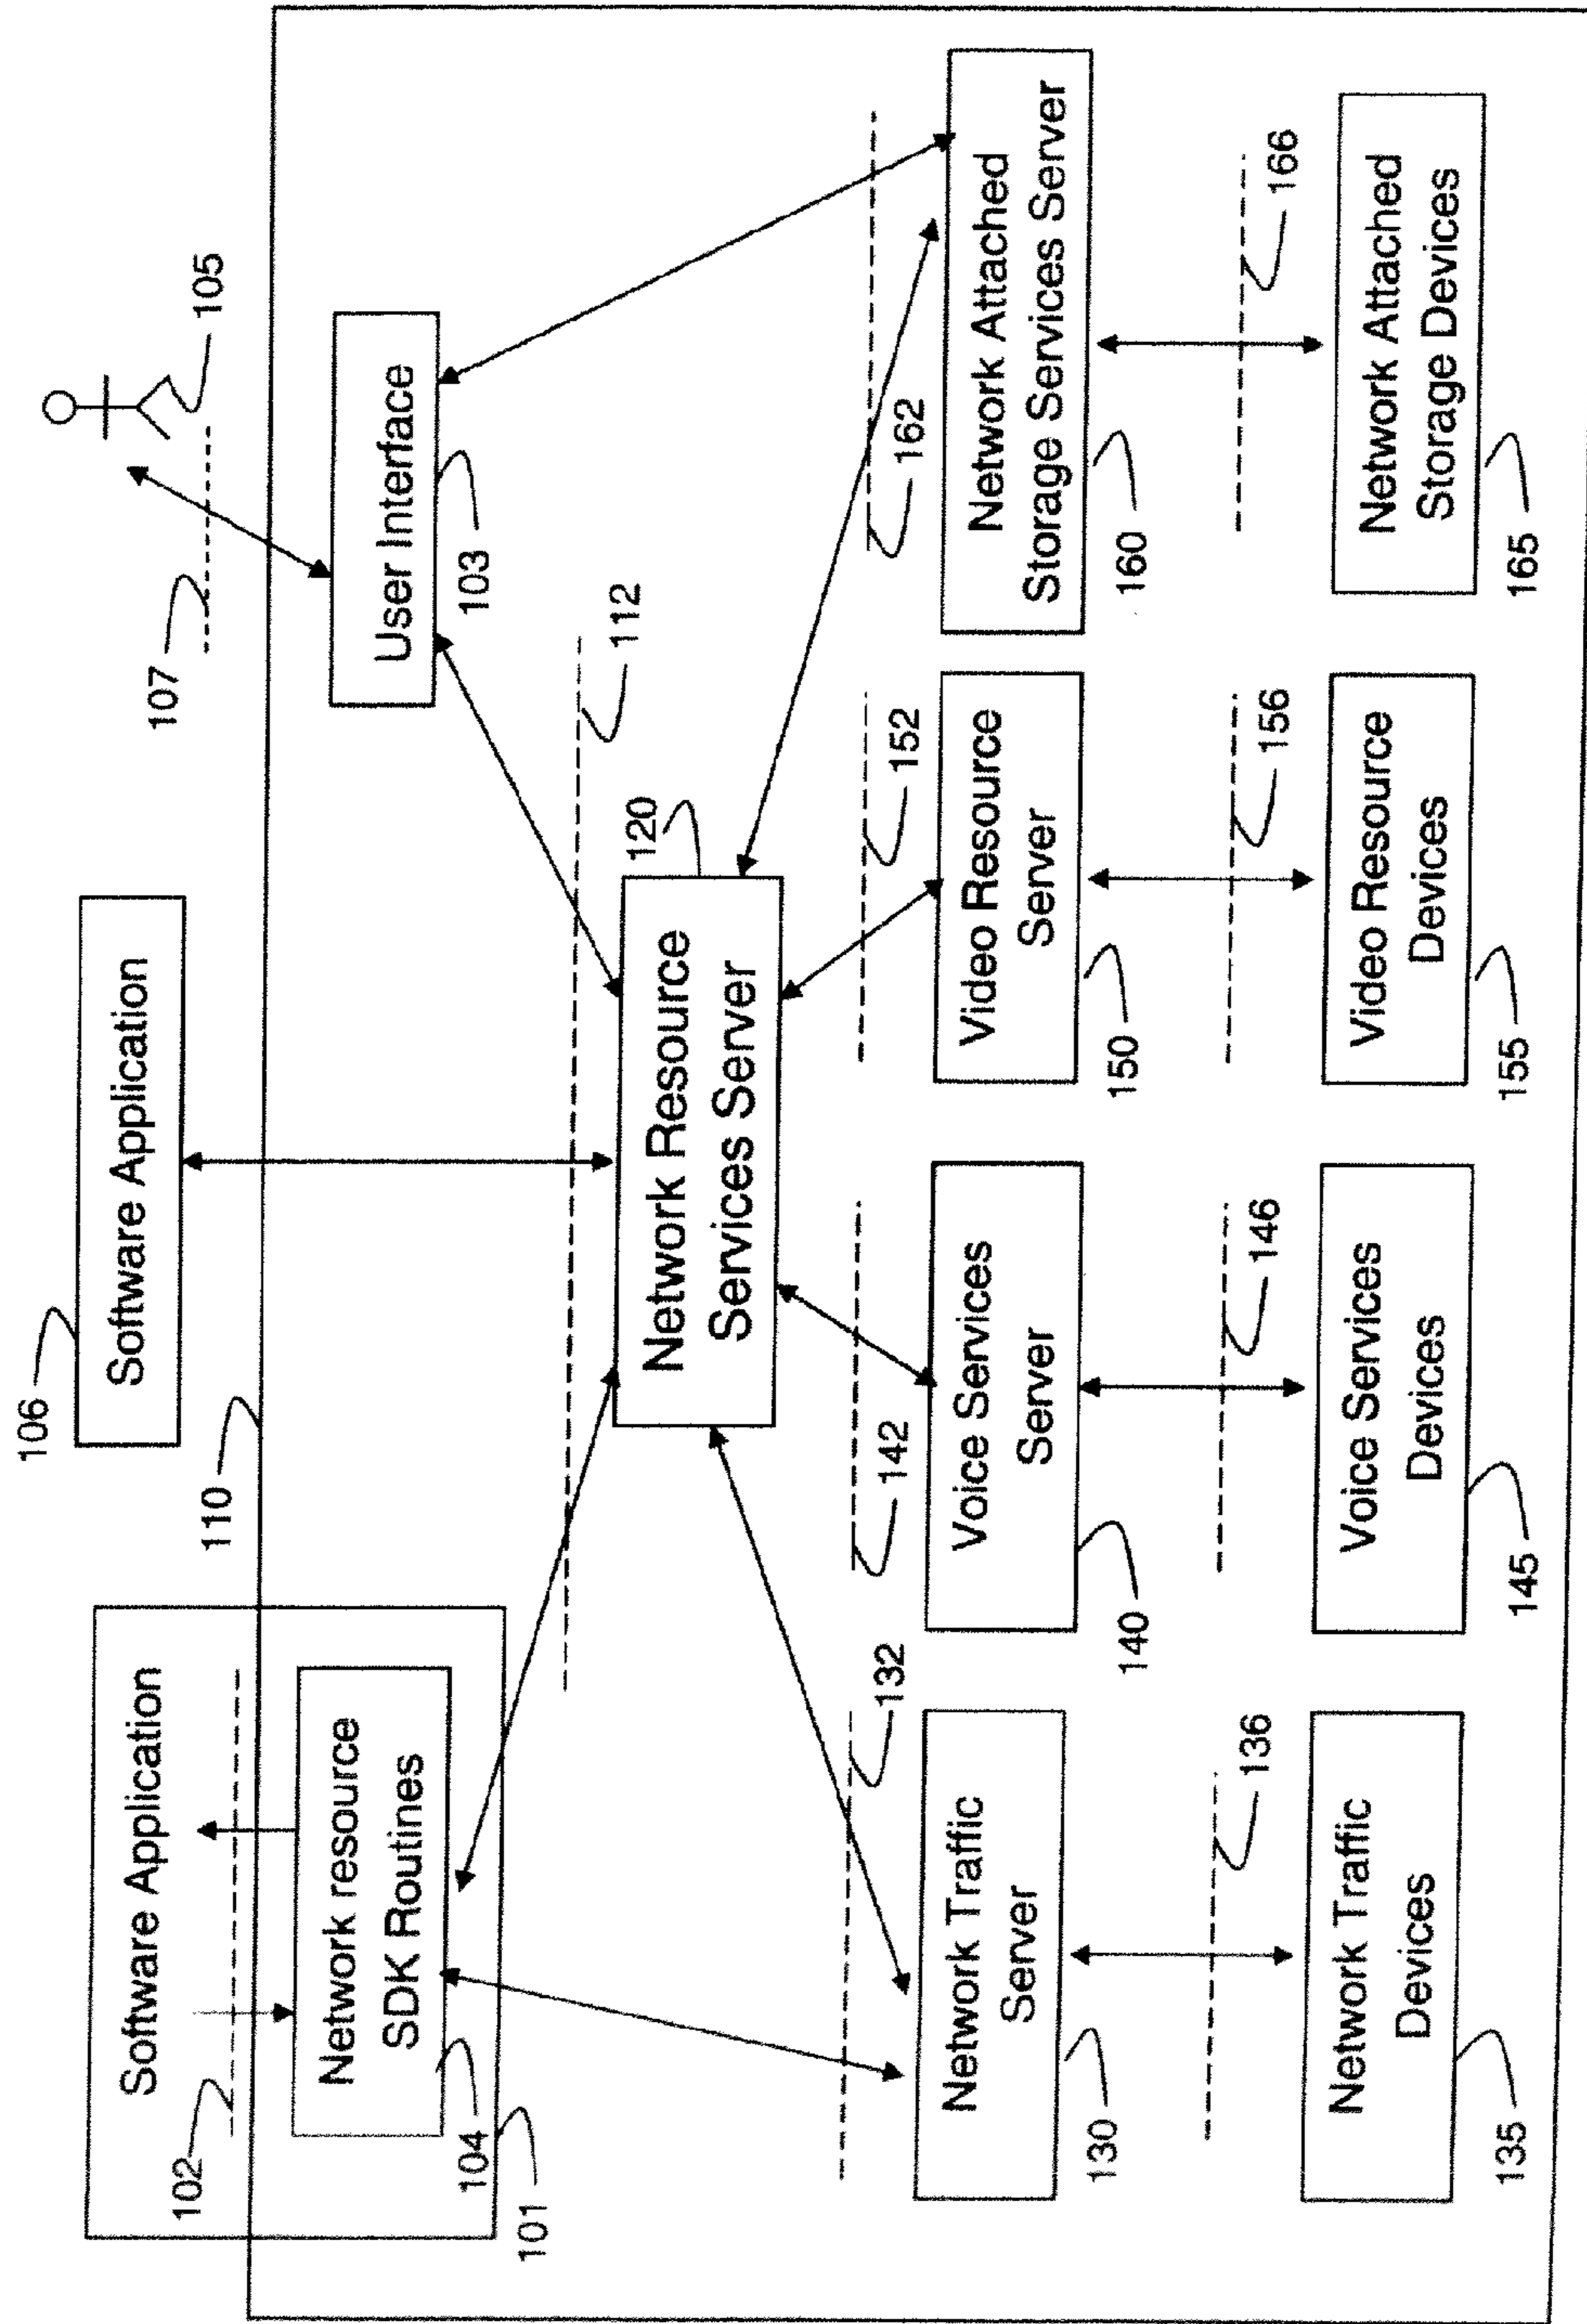 106
Software Application
105
107
110
Software Application
102
Network resource
SDK Routines
104
101
User Interface
103
112
120
Network Resource
Services Server
132
142
152
162
Network Traffic
Server
130
Voice Services
Server
140
Video Resource
Server
150
Network Attached
Storage Services Server
160
136
146
156
166
Network Traffic
Devices
135
Voice Services
Devices
145
Video Resource
Devices
155
Network Attached
Storage Devices
165